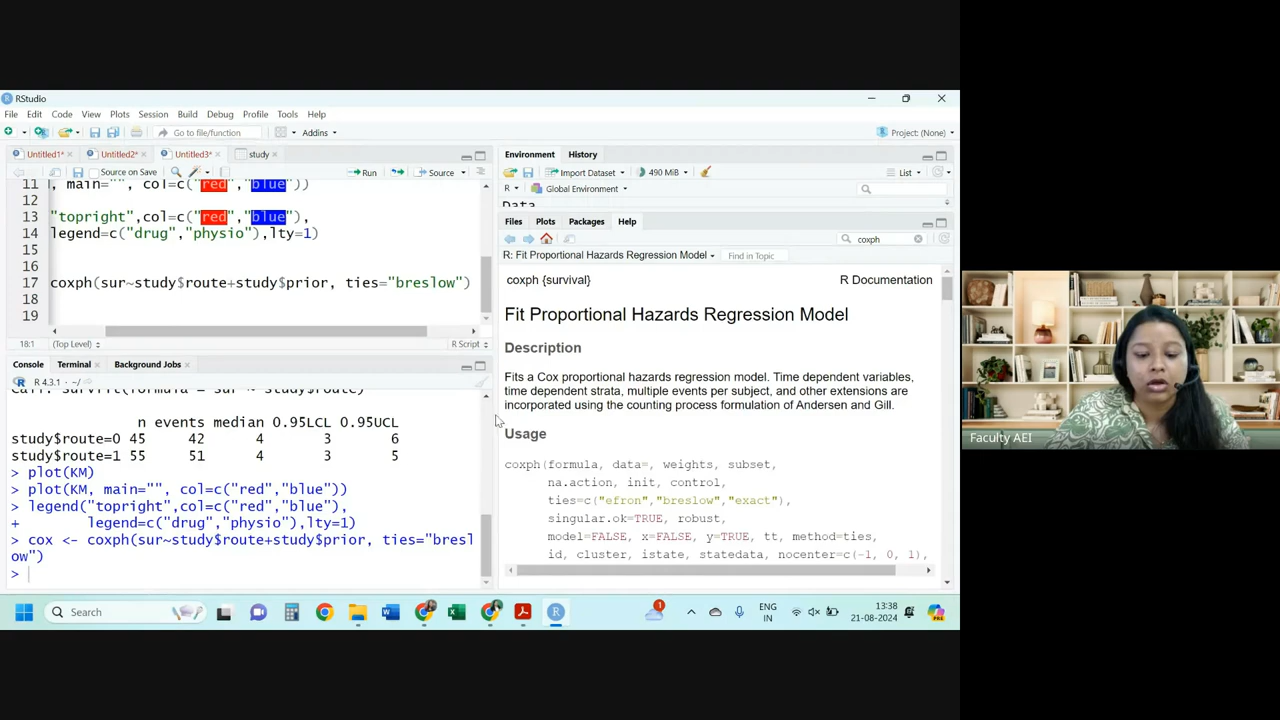 RStudio
File Edit Code View Plots Session Build Debug Profile Tools Help
Go to file/function Addins Project: (None)
Untitled1* Untitled2* Untitled3* study
Source on Save Run Source
11 , main="", col=c("red","blue"))
12
13 "topright",col=c("red","blue"),
14 legend=c("drug","physio"),lty=1)
15
16
17 coxph(sur~study$route+study$prior, ties="breslow")
18
19
18:1 (Top Level) R Script
Console Terminal Background Jobs
R 4.3.1 · ~/
n events median 0.95LCL 0.95UCL
study$route=0 45 42 4 3 6
study$route=1 55 51 4 3 5
> plot(KM)
> plot(KM, main="", col=c("red","blue"))
> legend("topright",col=c("red","blue"),
+ legend=c("drug","physio"),lty=1)
> cox <- coxph(sur~study$route+study$prior, ties="bresl
ow")
>
Environment History
Import Dataset 490 MiB List
R Global Environment
Data
Files Plots Packages Help
coxph
R: Fit Proportional Hazards Regression Model Find in Topic
coxph {survival} R Documentation
Fit Proportional Hazards Regression Model
Description
Fits a Cox proportional hazards regression model. Time dependent variables,
time dependent strata, multiple events per subject, and other extensions are
incorporated using the counting process formulation of Andersen and Gill.
Usage
coxph(formula, data=, weights, subset,
na.action, init, control,
ties=c("efron","breslow","exact"),
singular.ok=TRUE, robust,
model=FALSE, x=FALSE, y=TRUE, tt, method=ties,
id, cluster, istate, statedata, nocenter=c(-1, 0, 1),
Faculty AEI
Search
1
ENG
IN
13:38
21-08-2024